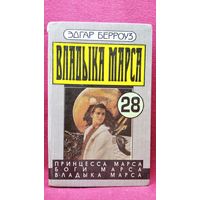 ЭДГАР БЕРРОУЗ
ВЛАДЫКА МАРСА
28
ПРИНЦЕССА МАРСА
БОГИ МАРСА
ВЛАДЫКА МАРСА